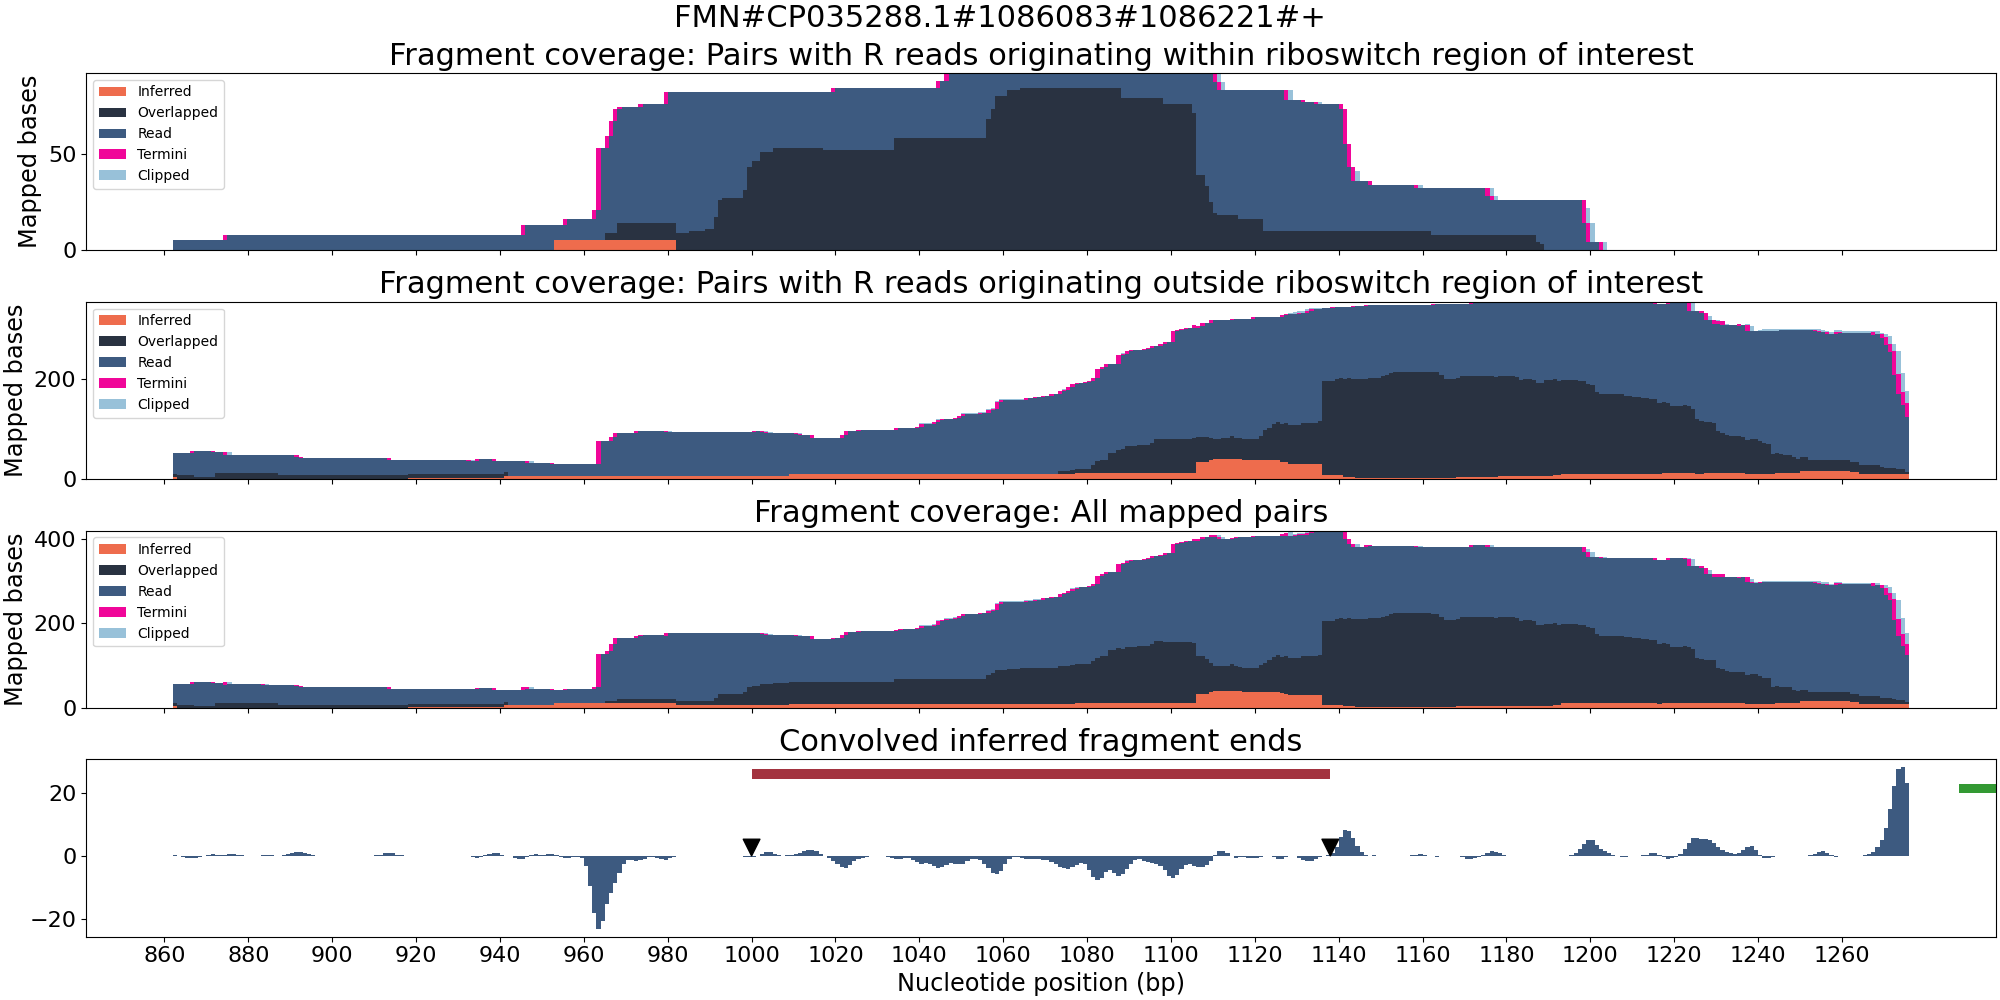 FMN#CP035288.1#1086083#1086221#+
Fragment coverage: Pairs with R reads originating within riboswitch region of interest
Mapped bases
50
0
Inferred
Overlapped
Read
Termini
Clipped
Fragment coverage: Pairs with R reads originating outside riboswitch region of interest
Mapped bases
200
0
Inferred
Overlapped
Read
Termini
Clipped
Fragment coverage: All mapped pairs
Mapped bases
400
200
0
Inferred
Overlapped
Read
Termini
Clipped
Convolved inferred fragment ends
20
0
−20
860 880 900 920 940 960 980 1000 1020 1040 1060 1080 1100 1120 1140 1160 1180 1200 1220 1240 1260
Nucleotide position (bp)